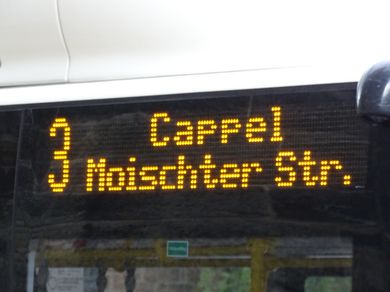 3 Cappel
Moischter Str.